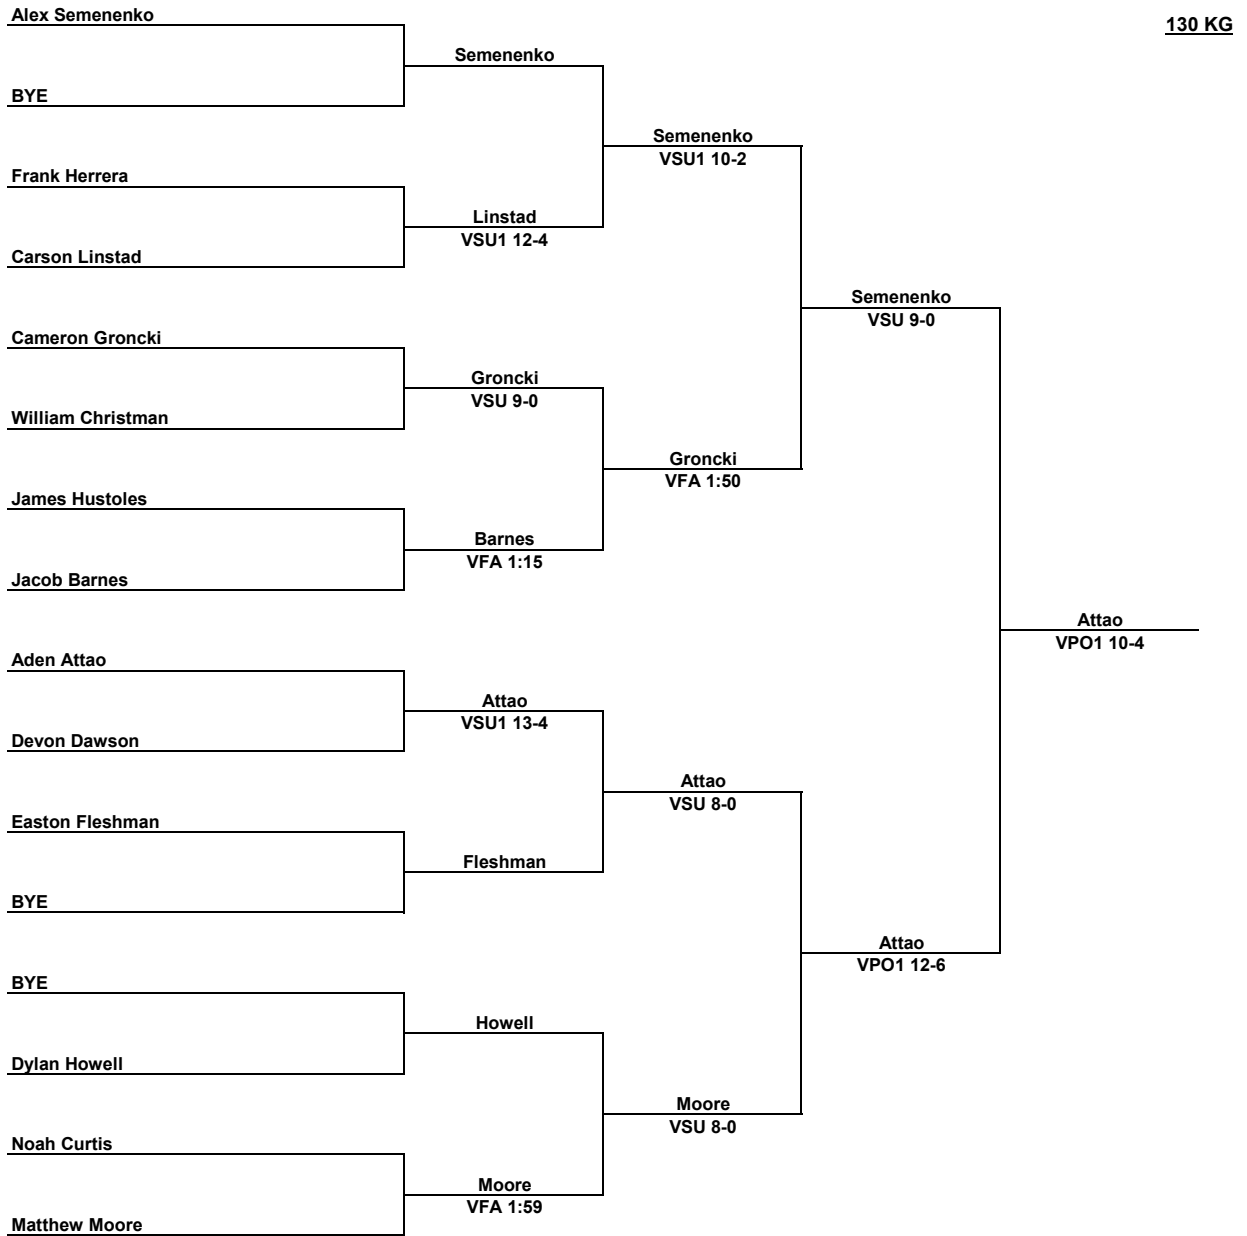 Alex Semenenko
130 KG
Semenenko
BYE
Semenenko
VSU1 10-2
Frank Herrera
Linstad
VSU1 12-4
Carson Linstad
Semenenko
VSU 9-0
Cameron Groncki
Groncki
VSU 9-0
William Christman
Groncki
VFA 1:50
James Hustoles
Barnes
VFA 1:15
Jacob Barnes
Attao
VPO1 10-4
Aden Attao
Attao
VSU1 13-4
Devon Dawson
Attao
VSU 8-0
Easton Fleshman
Fleshman
BYE
Attao
VPO1 12-6
BYE
Howell
Dylan Howell
Moore
VSU 8-0
Noah Curtis
Moore
VFA 1:59
Matthew Moore